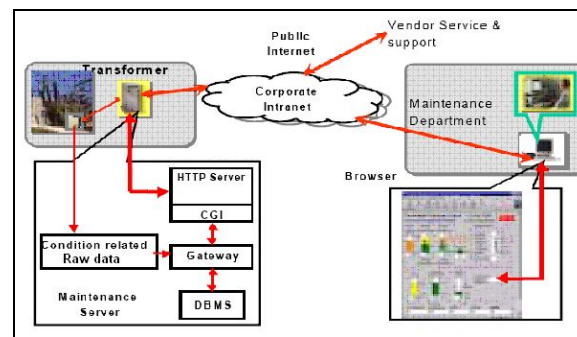 Public
Internet
Vendor Service &
support
Transformer
Corporate
Intranet
Maintenance
Department
HTTP Server
CGI
Browser
Condition related
Raw data
Gateway
Maintenance
Server
DBMS